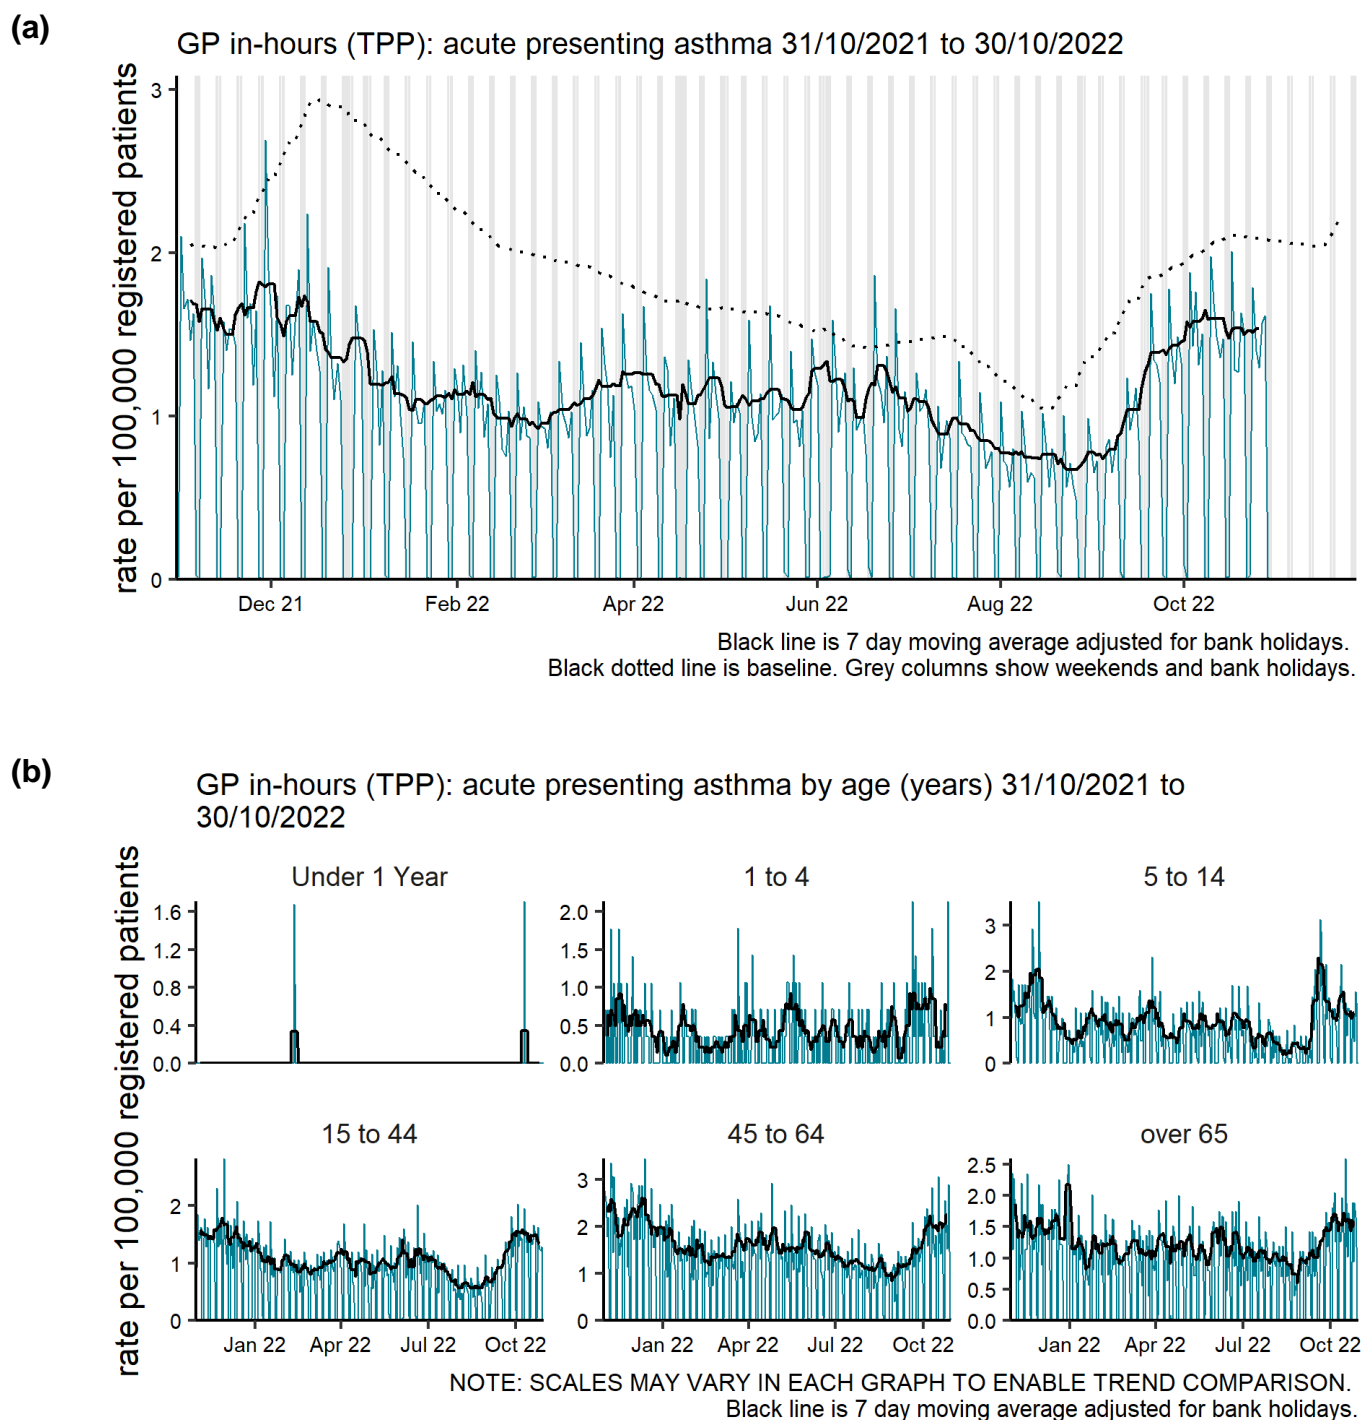 (a)
GP in-hours (TPP): acute presenting asthma 31/10/2021 to 30/10/2022
rate per 100,000 registered patients
3
2
1
0
Dec 21 Feb 22 Apr 22 Jun 22 Aug 22 Oct 22
Black line is 7 day moving average adjusted for bank holidays.
Black dotted line is baseline. Grey columns show weekends and bank holidays.
(b)
GP in-hours (TPP): acute presenting asthma by age (years) 31/10/2021 to
30/10/2022
rate per 100,000 registered patients
Under 1 Year
1.6
1.2
0.8
0.4
0.0
1 to 4
2.0
1.5
1.0
0.5
0.0
5 to 14
3
2
1
0
15 to 44
2
1
0
Jan 22 Apr 22 Jul 22 Oct 22
45 to 64
3
2
1
0
Jan 22 Apr 22 Jul 22 Oct 22
over 65
2.5
2.0
1.5
1.0
0.5
0.0
Jan 22 Apr 22 Jul 22 Oct 22
NOTE: SCALES MAY VARY IN EACH GRAPH TO ENABLE TREND COMPARISON.
Black line is 7 day moving average adjusted for bank holidays.